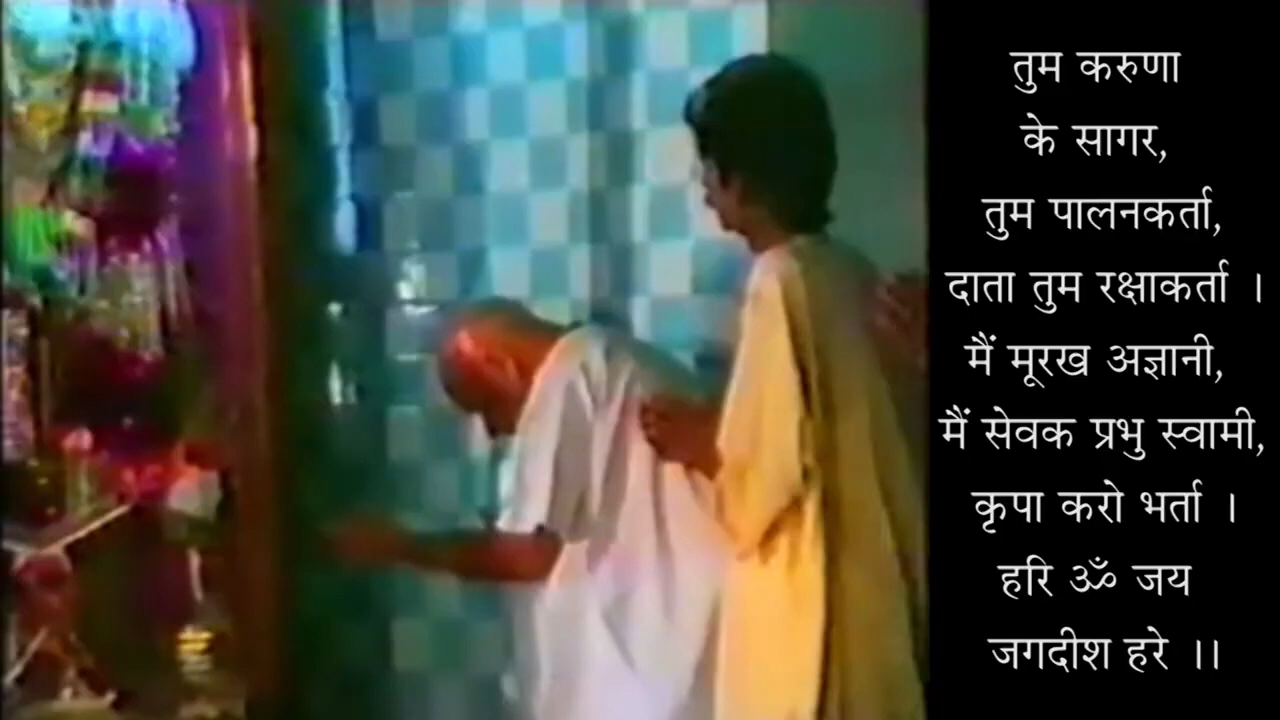 तुम करुणा
के सागर,
तुम पालनकर्ता,
दाता तुम रक्षाकर्ता ।
मैं मूरख अज्ञानी,
मैं सेवक प्रभु स्वामी,
कृपा करो भर्ता ।
हरि ॐ जय
जगदीश हरे ।।